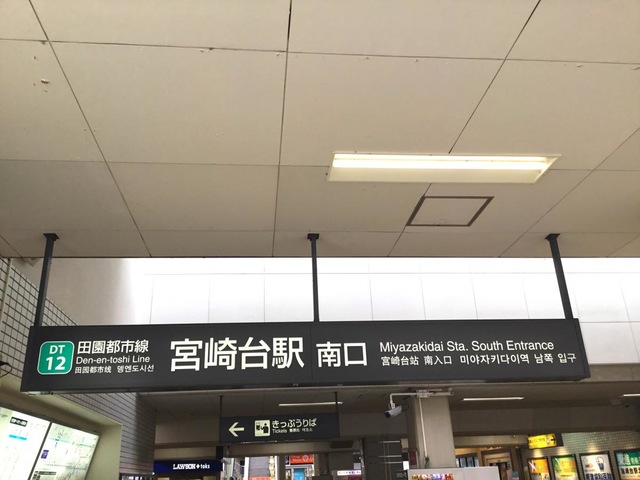 DT
12
田園都市線
Den-en-toshi Line
田园都市线 덴엔도시선
宮崎台駅 南口
Miyazakidai Sta. South Entrance
宫崎台站 南入口 미야자키다이역 남쪽 입구
きっぷうりば
Tickets
LAWSON + toks